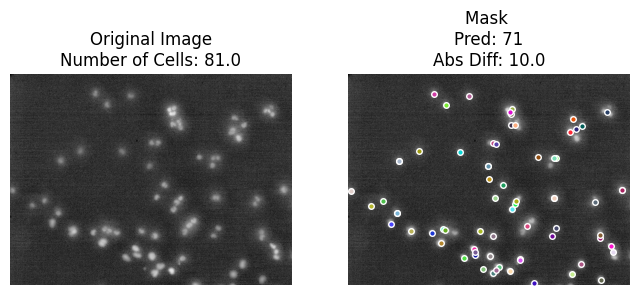 Original Image
Number of Cells: 81.0
Mask
Pred: 71
Abs Diff: 10.0